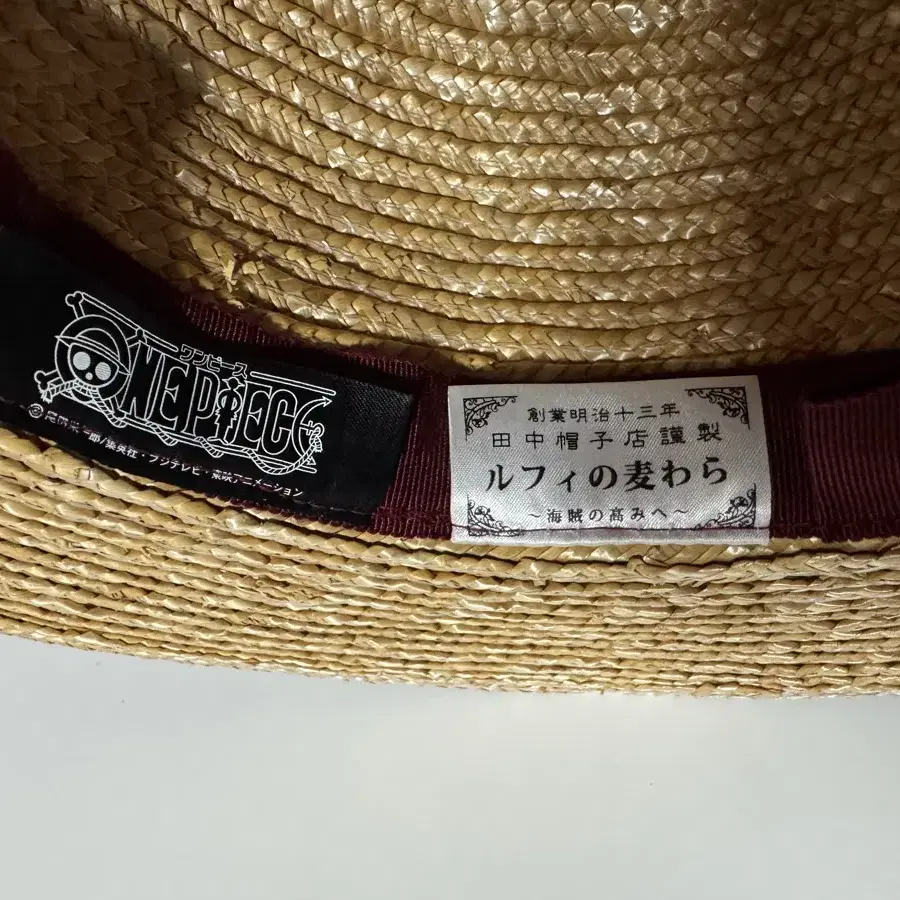 ワンピース
ONE PIECE
©尾田栄一郎/集英社・フジテレビ・東映アニメーション
創業明治十三年
田中帽子店謹製
ルフィの麦わら
~海賊の高みへ~